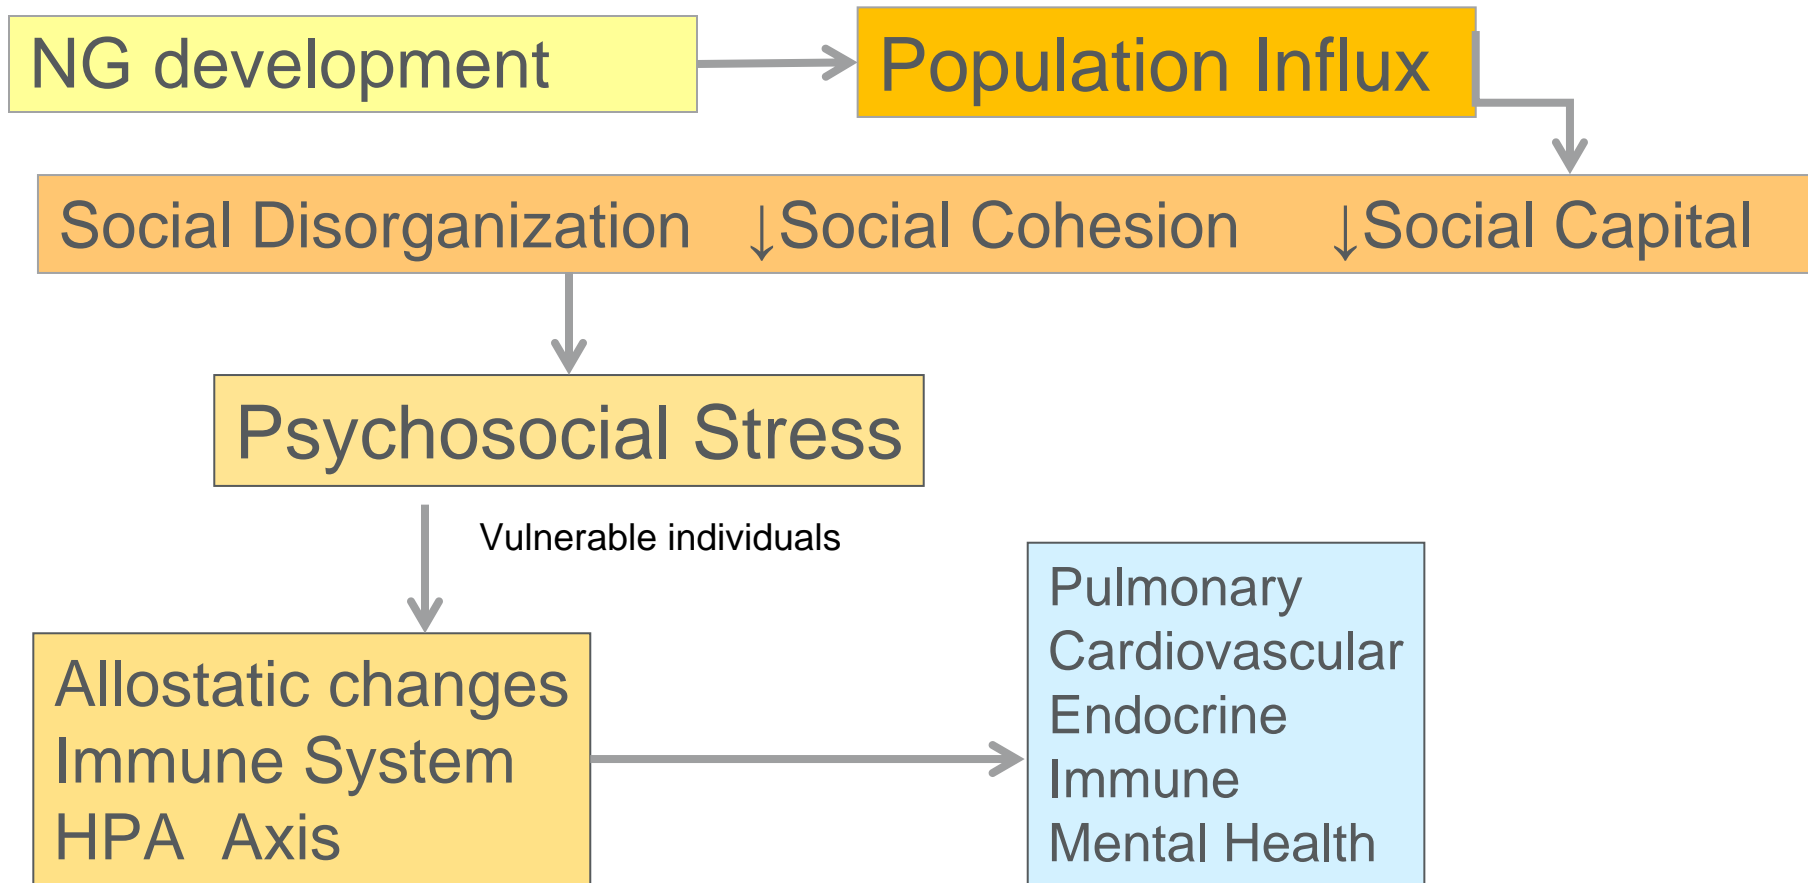 NG development
Population Influx
Social Disorganization ↓Social Cohesion ↓Social Capital
Psychosocial Stress
Vulnerable individuals
Allostatic changes
Immune System
HPA Axis
Pulmonary
Cardiovascular
Endocrine
Immune
Mental Health